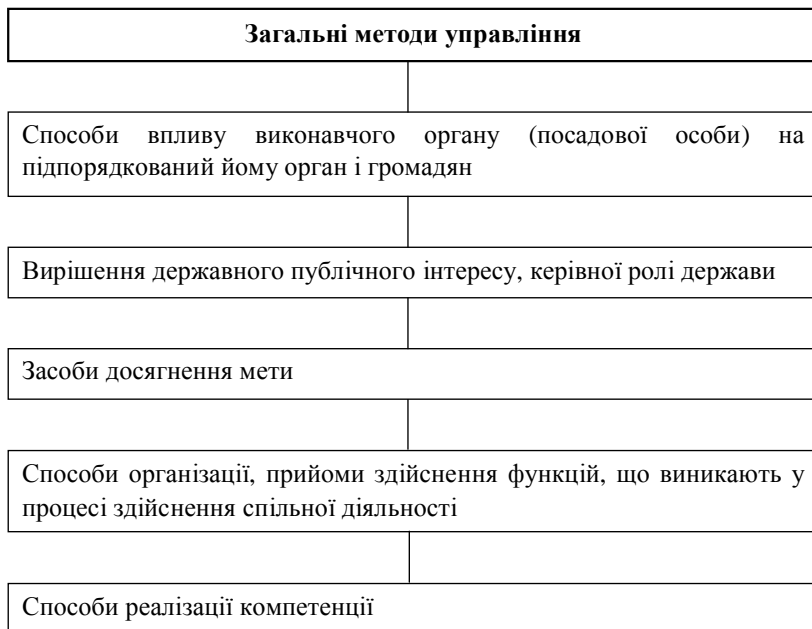 Загальні методи управління
Способи впливу виконавчого органу (посадової особи) на
підпорядкований йому орган і громадян
Вирішення державного публічного інтересу, керівної ролі держави
Засоби досягнення мети
Способи організації, прийоми здійснення функцій, що виникають у
процесі здійснення спільної діяльності
Способи реалізації компетенції